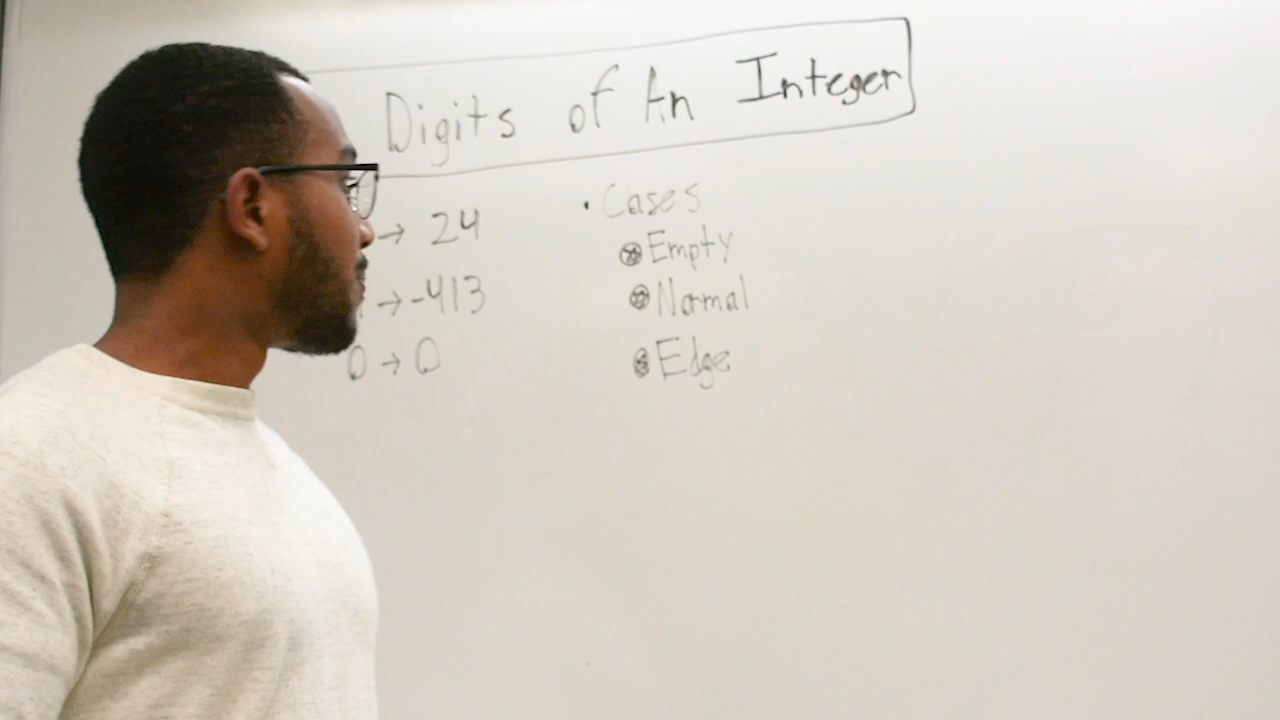 Digits of An Integer
→ 24
→ -413
0 → 0
• Cases
Empty
Normal
Edge